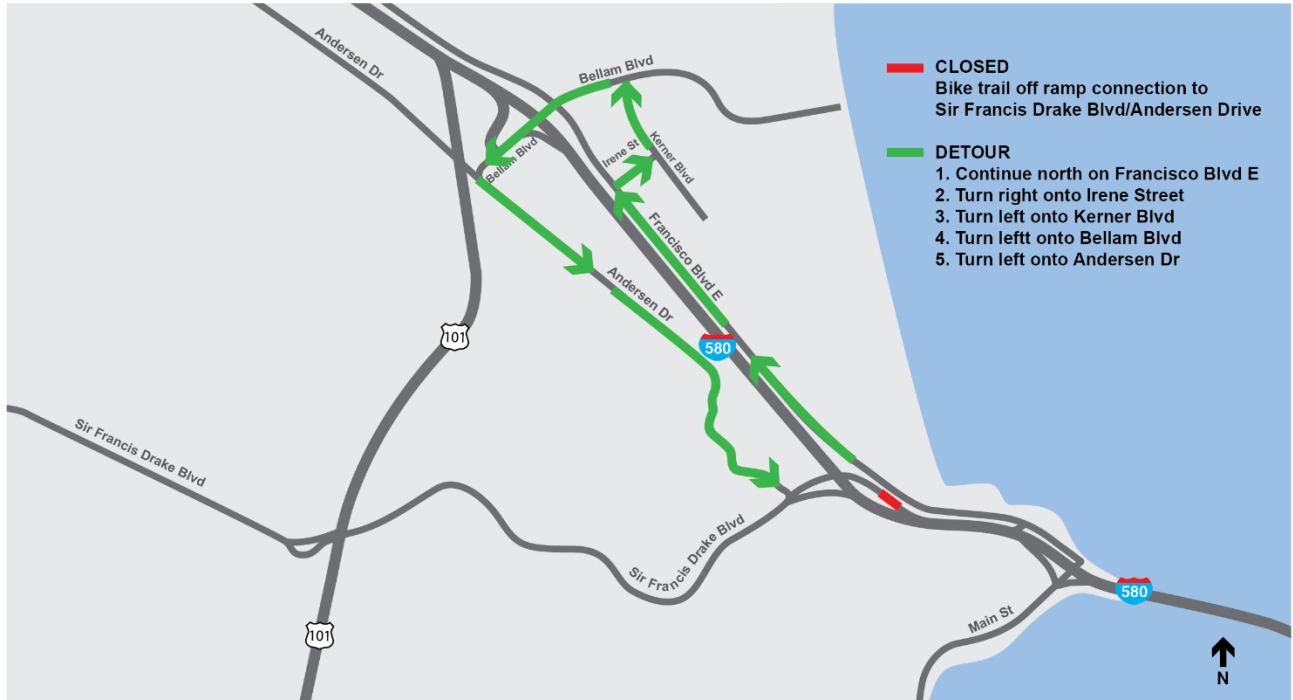 Andersen Dr
Bellam Blvd
CLOSED
Bike trail off ramp connection to
Sir Francis Drake Blvd/Andersen Drive
Bellam Blvd
Irene St
Kerner Blvd
DETOUR
1. Continue north on Francisco Blvd E
2. Turn right onto Irene Street
3. Turn left onto Kerner Blvd
4. Turn leftt onto Bellam Blvd
5. Turn left onto Andersen Dr
Francisco Blvd E
Andersen Dr
101
580
Sir Francis Drake Blvd
Sir Francis Drake Blvd
580
Main St
101
N